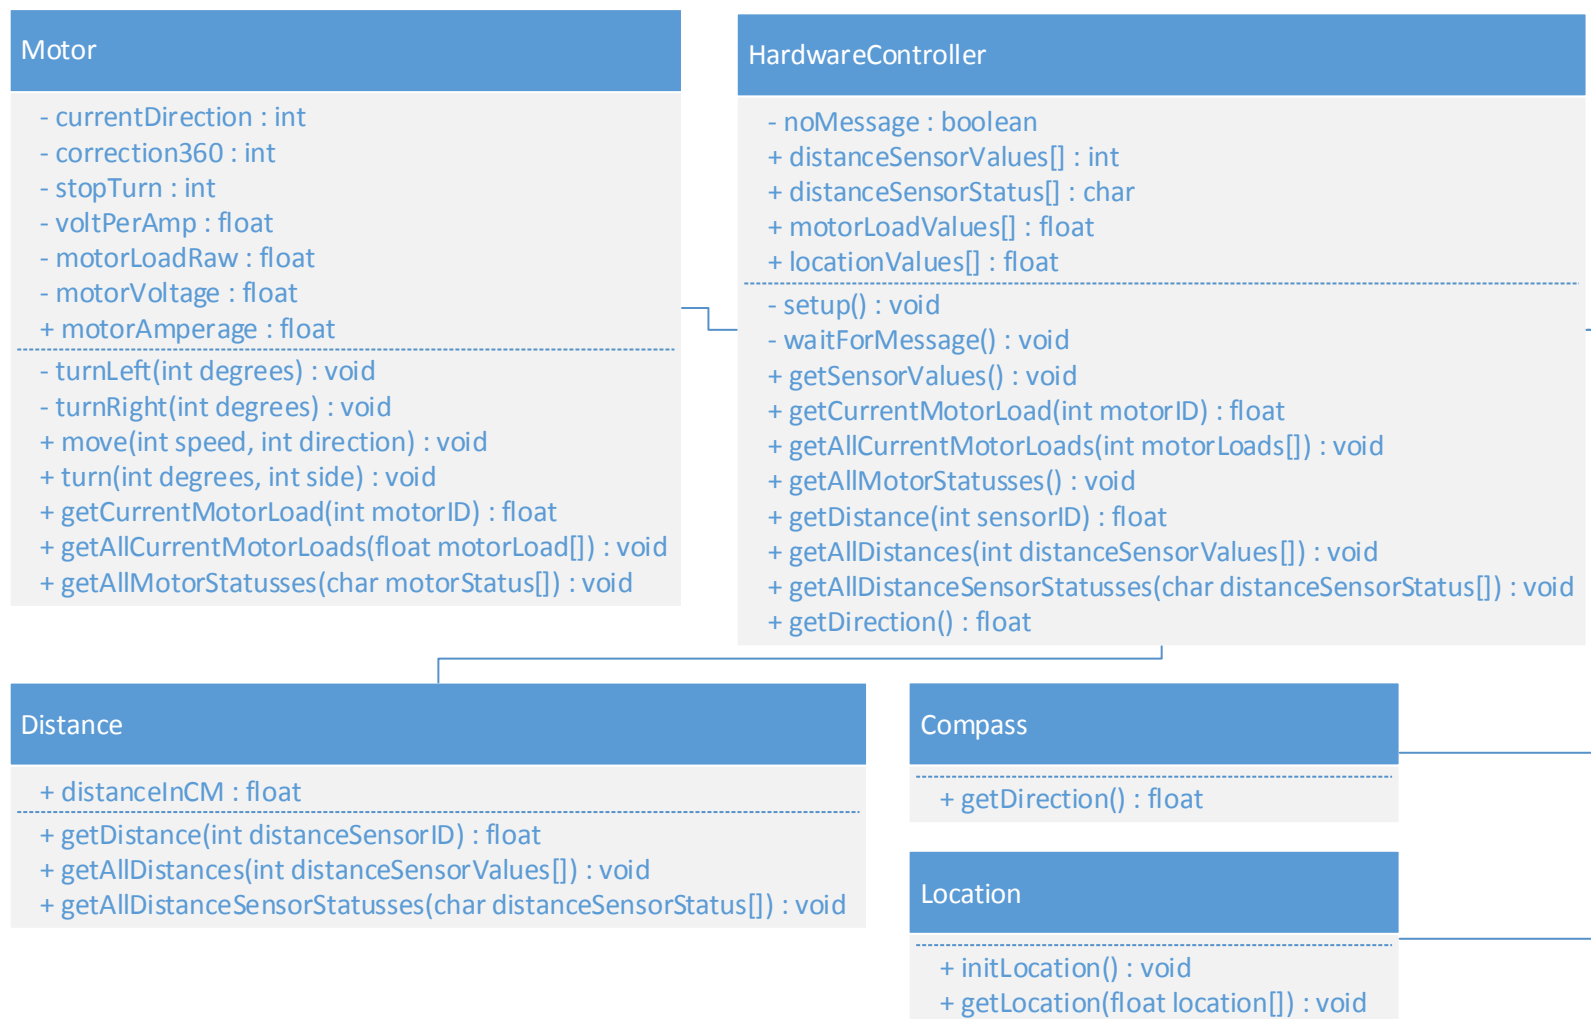 Motor
- currentDirection : int
- correction360 : int
- stopTurn : int
- voltPerAmp : float
- motorLoadRaw : float
- motorVoltage : float
+ motorAmperage : float
- turnLeft(int degrees) : void
- turnRight(int degrees) : void
+ move(int speed, int direction) : void
+ turn(int degrees, int side) : void
+ getCurrentMotorLoad(int motorID) : float
+ getAllCurrentMotorLoads(float motorLoad[]) : void
+ getAllMotorStatusses(char motorStatus[]) : void
HardwareController
- noMessage : boolean
+ distanceSensorValues[] : int
+ distanceSensorStatus[] : char
+ motorLoadValues[] : float
+ locationValues[] : float
- setup() : void
- waitForMessage() : void
+ getSensorValues() : void
+ getCurrentMotorLoad(int motorID) : float
+ getAllCurrentMotorLoads(int motorLoads[]) : void
+ getAllMotorStatusses() : void
+ getDistance(int sensorID) : float
+ getAllDistances(int distanceSensorValues[]) : void
+ getAllDistanceSensorStatusses(char distanceSensorStatus[]) : void
+ getDirection() : float
Distance
+ distanceInCM : float
+ getDistance(int distanceSensorID) : float
+ getAllDistances(int distanceSensorValues[]) : void
+ getAllDistanceSensorStatusses(char distanceSensorStatus[]) : void
Compass
+ getDirection() : float
Location
+ initLocation() : void
+ getLocation(float location[]) : void